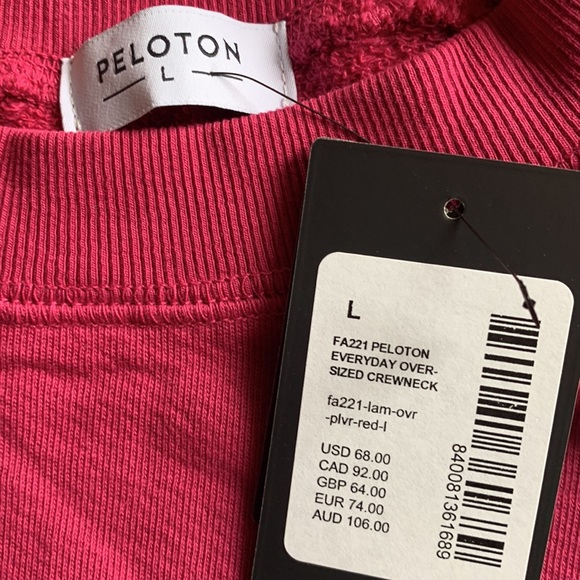 PELOTON
L
L
FA221 PELOTON
EVERYDAY OVER-
SIZED CREWNECK
fa221-lam-ovr
-plvr-red-l
USD 68.00
CAD 92.00
GBP 64.00
EUR 74.00
AUD 106.00
840081361689